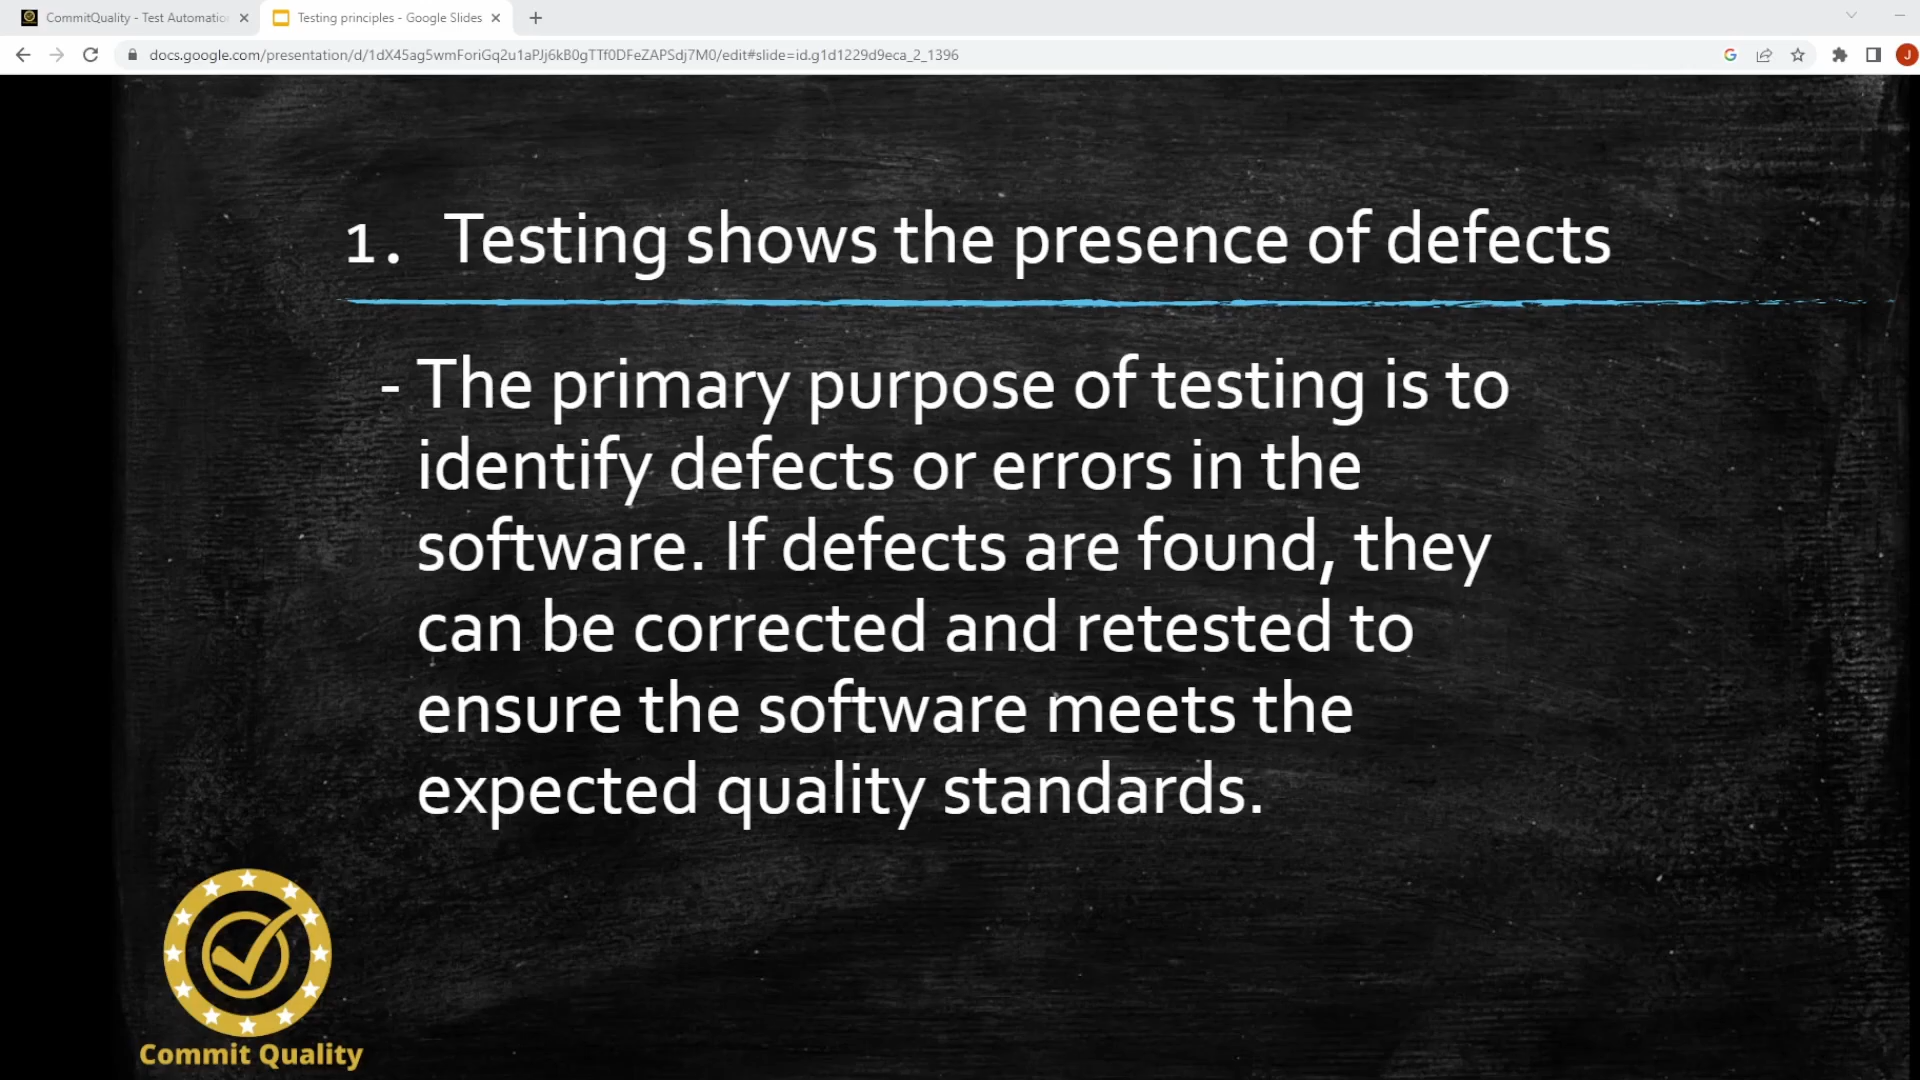 CommitQuality - Test Automatio
Testing principles - Google Slides
docs.google.com/presentation/d/1dX45ag5wmForiGq2u1aPJj6kB0gTTf0DFeZAPSdj7M0/edit#slide=id.g1d1229d9eca_2_1396
J
1. Testing shows the presence of defects
- The primary purpose of testing is to
identify defects or errors in the
software. If defects are found, they
can be corrected and retested to
ensure the software meets the
expected quality standards.
Commit Quality